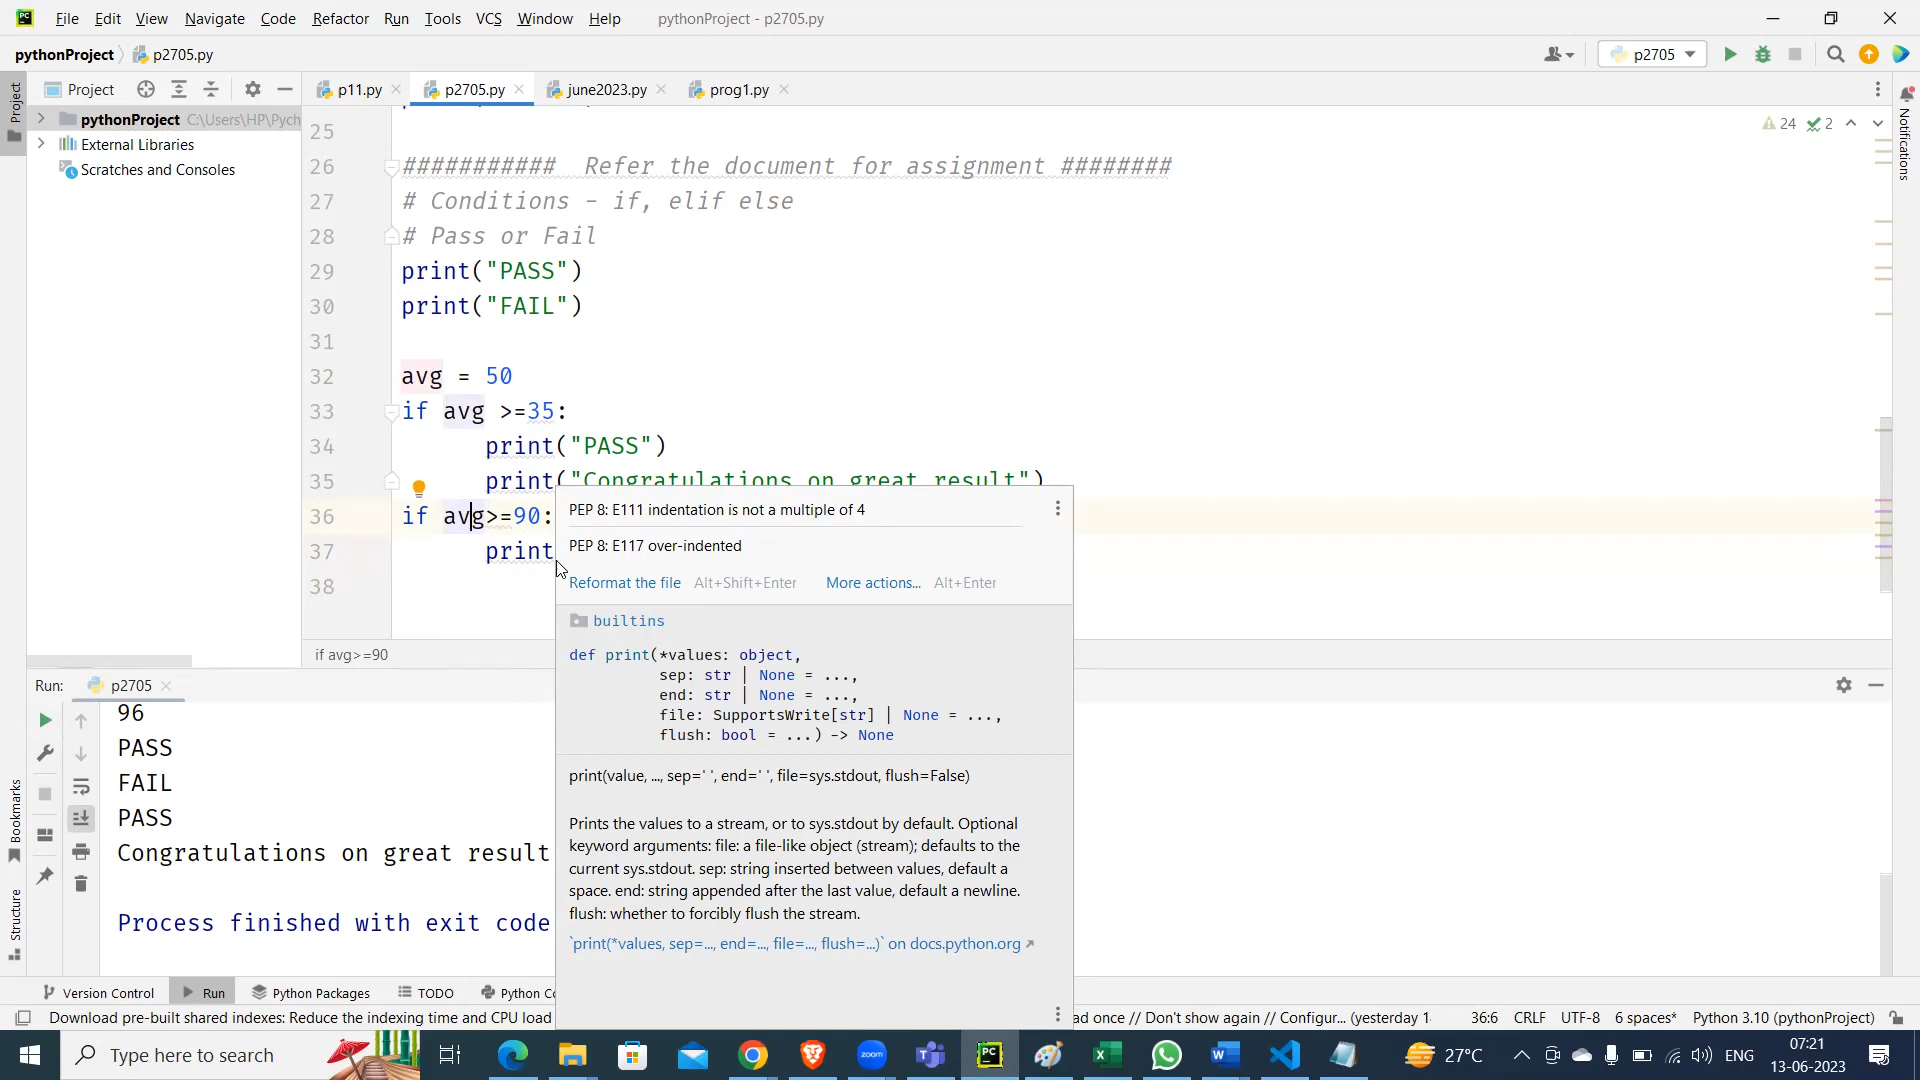 File Edit View Navigate Code Refactor Run Tools VCS Window Help pythonProject - p2705.py
pythonProject p2705.py
p2705
Project
p11.py p2705.py june2023.py prog1.py
pythonProject C:\Users\HP\Pych
External Libraries
Scratches and Consoles
Project
Notifications
24 2
25
26 ########### Refer the document for assignment ########
27 # Conditions - if, elif else
28 # Pass or Fail
29 print("PASS")
30 print("FAIL")
31
32 avg = 50
33 if avg >=35:
34 print("PASS")
35 print("Congratulations on great result")
36 if avg>=90:
37 print
38
if avg>=90
PEP 8: E111 indentation is not a multiple of 4
PEP 8: E117 over-indented
Reformat the file Alt+Shift+Enter More actions... Alt+Enter
builtins
def print(*values: object,
sep: str | None = ...,
end: str | None = ...,
file: SupportsWrite[str] | None = ...,
flush: bool = ...) -> None
print(value, ..., sep=' ', end=' ', file=sys.stdout, flush=False)
Prints the values to a stream, or to sys.stdout by default. Optional
keyword arguments: file: a file-like object (stream); defaults to the
current sys.stdout. sep: string inserted between values, default a
space. end: string appended after the last value, default a newline.
flush: whether to forcibly flush the stream.
`print(*values, sep=..., end=..., file=..., flush=...)` on docs.python.org
Run: p2705
96
PASS
FAIL
PASS
Congratulations on great result
Process finished with exit code
Bookmarks
Structure
Version Control Run Python Packages TODO Python Co
Download pre-built shared indexes: Reduce the indexing time and CPU load ad once // Don't show again // Configur... (yesterday 1 36:6 CRLF UTF-8 6 spaces* Python 3.10 (pythonProject)
Type here to search
zoom
27°C
ENG
07:21
13-06-2023